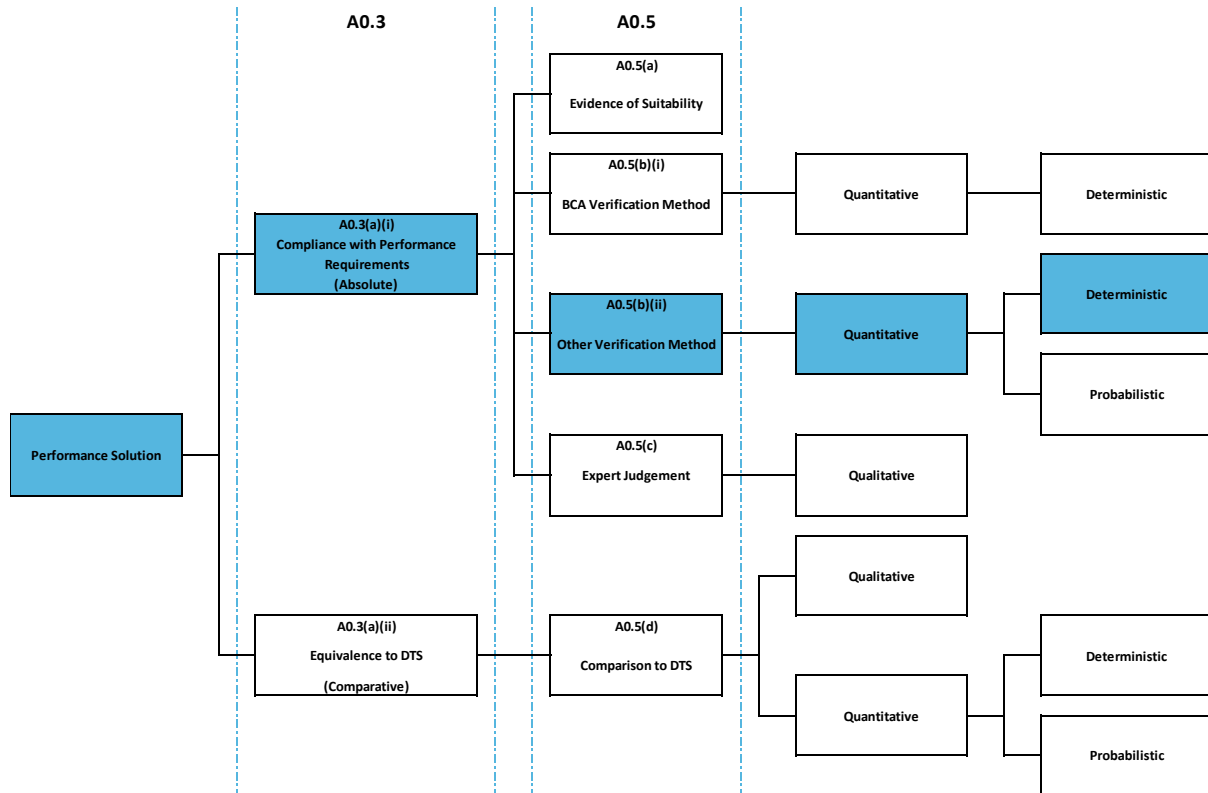 A0.3
A0.5
A0.5(a)
Evidence of Suitability
A0.5(b)(i)
BCA Verification Method
Quantitative
Deterministic
A0.3(a)(i)
Compliance with Performance
Requirements
(Absolute)
A0.5(b)(ii)
Other Verification Method
Quantitative
Deterministic
Probabilistic
Performance Solution
A0.5(c)
Expert Judgement
Qualitative
Qualitative
A0.3(a)(ii)
Equivalence to DTS
(Comparative)
A0.5(d)
Comparison to DTS
Deterministic
Quantitative
Probabilistic